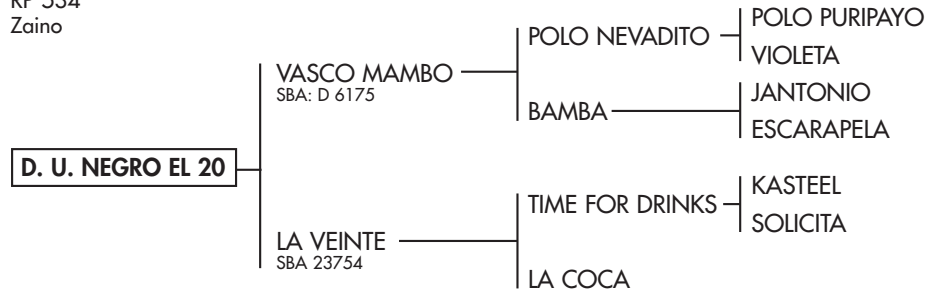 RP 534
Zaino
D. U. NEGRO EL 20
VASCO MAMBO
SBA: D 6175
LA VEINTE
SBA 23754
POLO NEVADITO
BAMBA
TIME FOR DRINKS
LA COCA
POLO PURIPAYO
VIOLETA
JANTONIO
ESCARAPELA
KASTEEL
SOLICITA